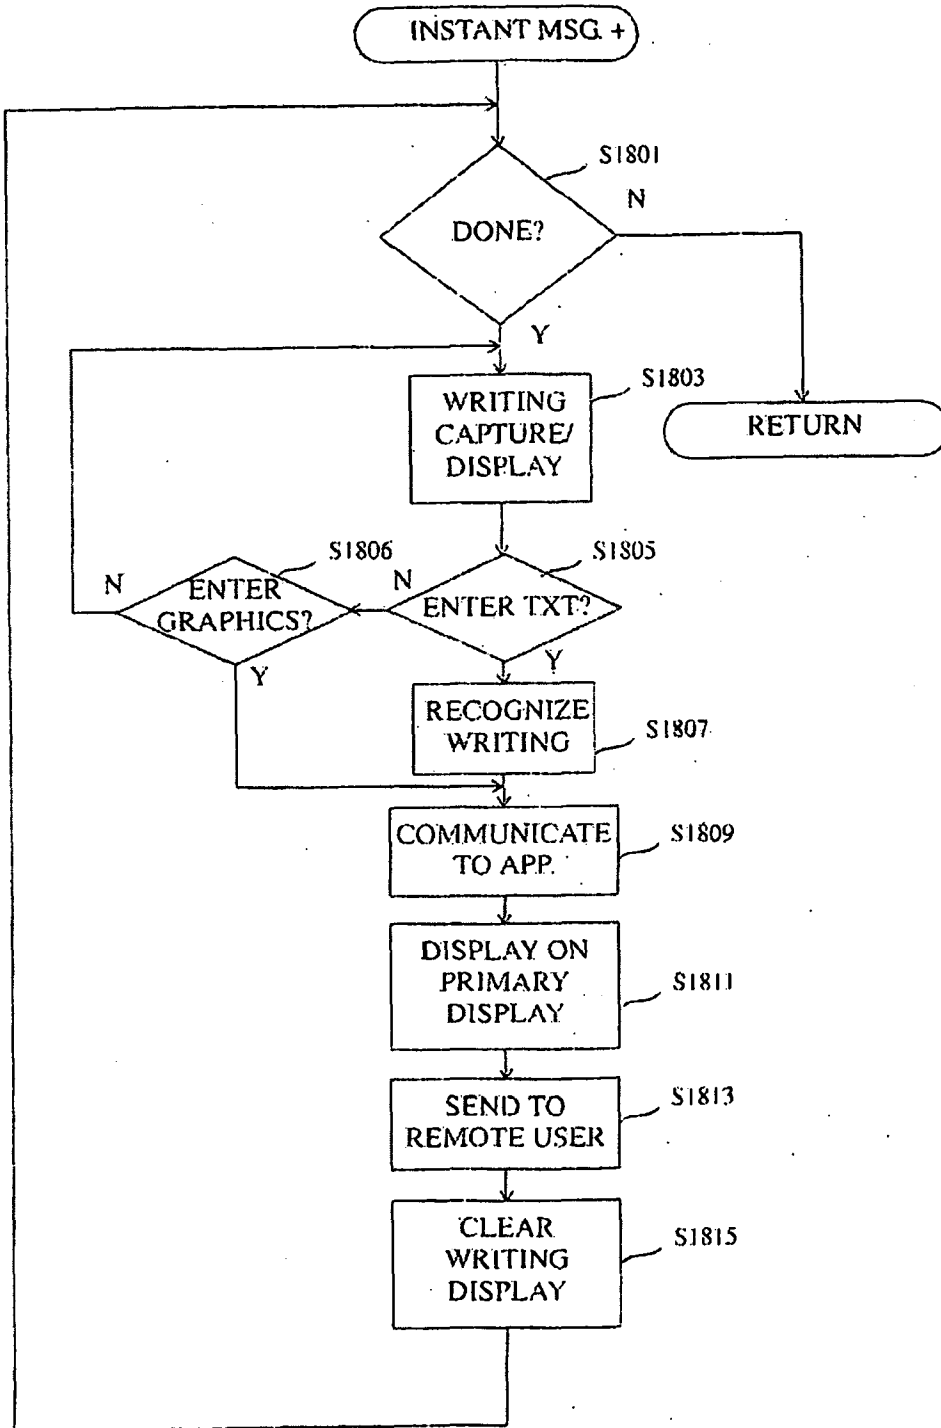 INSTANT MSG. +
S1801
N
DONE?
Y
S1803
WRITING
CAPTURE/
DISPLAY
RETURN
S1806
S1805
N
ENTER
GRAPHICS?
N
ENTER TXT?
Y
Y
RECOGNIZE
WRITING
S1807
COMMUNICATE
TO APP.
S1809
DISPLAY ON
PRIMARY
DISPLAY
S1811
SEND TO
REMOTE USER
S1813
CLEAR
WRITING
DISPLAY
S1815